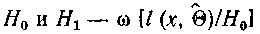 H₀ и H₁ — ω [l (x, Θ̂)/H₀]